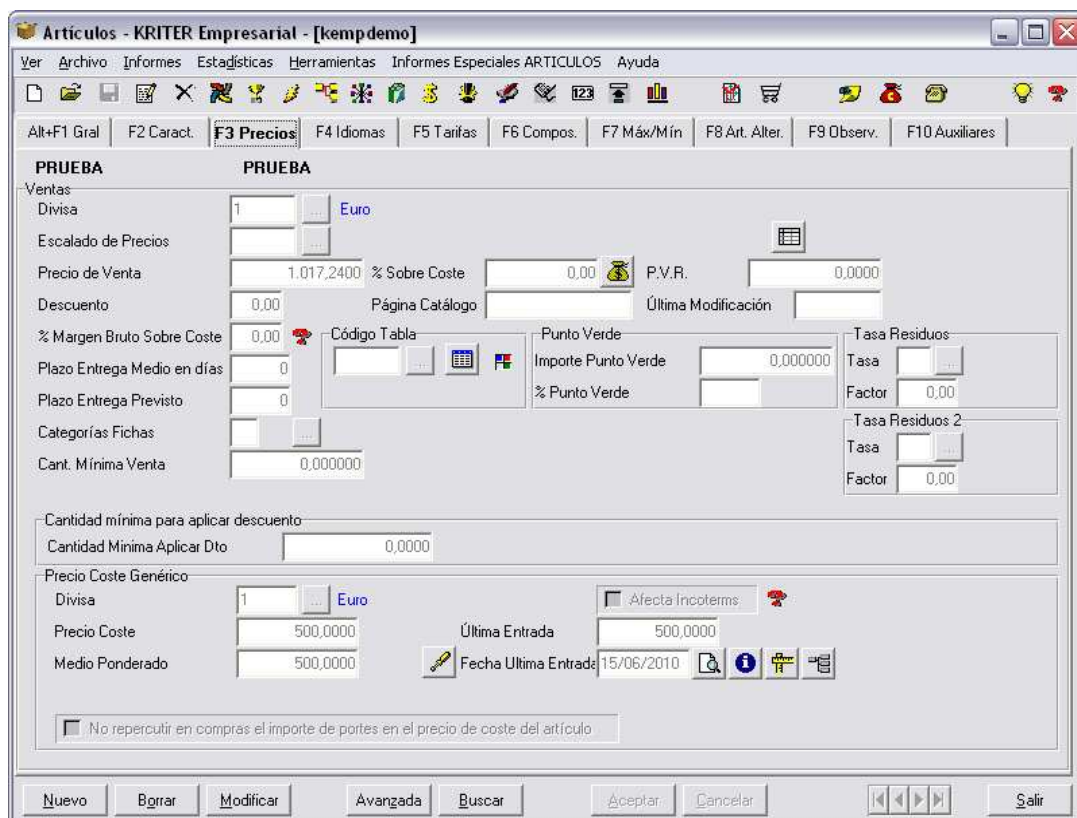 Artículos - KRITER Empresarial - [kempdemo]
Ver Archivo Informes Estadísticas Herramientas Informes Especiales ARTICULOS Ayuda
123
Alt+F1 Gral F2 Caract. F3 Precios F4 Idiomas F5 Tarifas F6 Compos. F7 Máx/Mín F8 Art. Alter. F9 Observ. F10 Auxiliares
PRUEBA PRUEBA
Ventas
Divisa 1 ... Euro
Escalado de Precios ...
Precio de Venta 1.017,2400 % Sobre Coste 0,00 P.V.R. 0,0000
Descuento 0,00 Página Catálogo Última Modificación
% Margen Bruto Sobre Coste 0,00 Código Tabla Punto Verde Tasa Residuos
... Importe Punto Verde 0,000000 Tasa ...
Plazo Entrega Medio en días 0
% Punto Verde Factor 0,00
Plazo Entrega Previsto 0
Tasa Residuos 2
Categorías Fichas ...
Tasa ...
Cant. Mínima Venta 0,000000
Factor 0,00
Cantidad mínima para aplicar descuento
Cantidad Minima Aplicar Dto 0,0000
Precio Coste Genérico
Divisa 1 ... Euro Afecta Incoterms
Precio Coste 500,0000 Última Entrada 500,0000
Medio Ponderado 500,0000 Fecha Ultima Entrada 15/06/2010
No repercutir en compras el importe de portes en el precio de coste del artículo
Nuevo Borrar Modificar Avanzada Buscar Aceptar Cancelar Salir